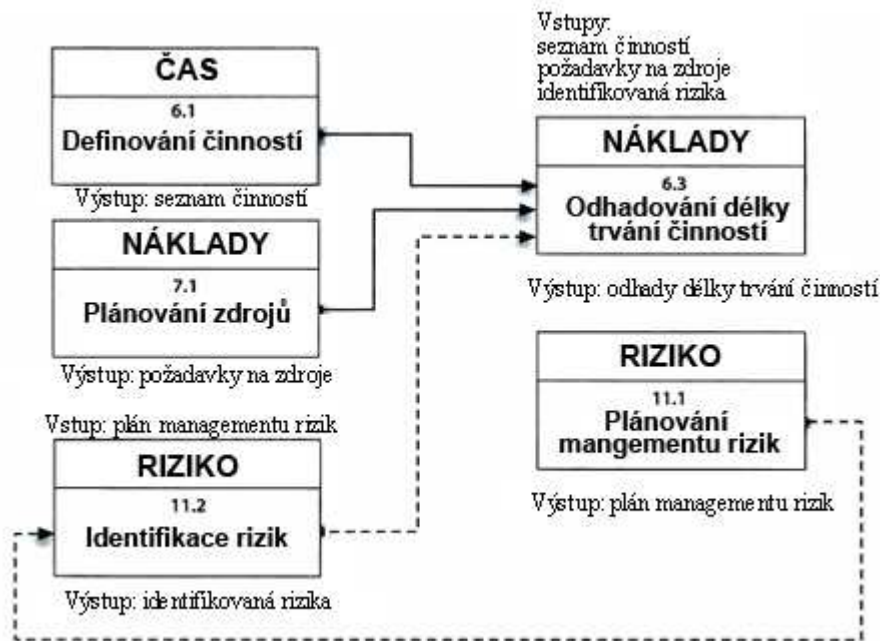 Vstupy:
seznam činností
požadavky na zdroje
identifikovaná rizika
ČAS
6.1
Definování činností
Výstup: seznam činností
NÁKLADY
6.3
Odhadování délky
trvání činností
Výstup: odhady délky trvání činností
NÁKLADY
7.1
Plánování zdrojů
Výstup: požadavky na zdroje
RIZIKO
11.1
Plánování
mangementu rizik
Výstup: plán managementu rizik
Vstup: plán managementu rizik
RIZIKO
11.2
Identifikace rizik
Výstup: identifikovaná rizika